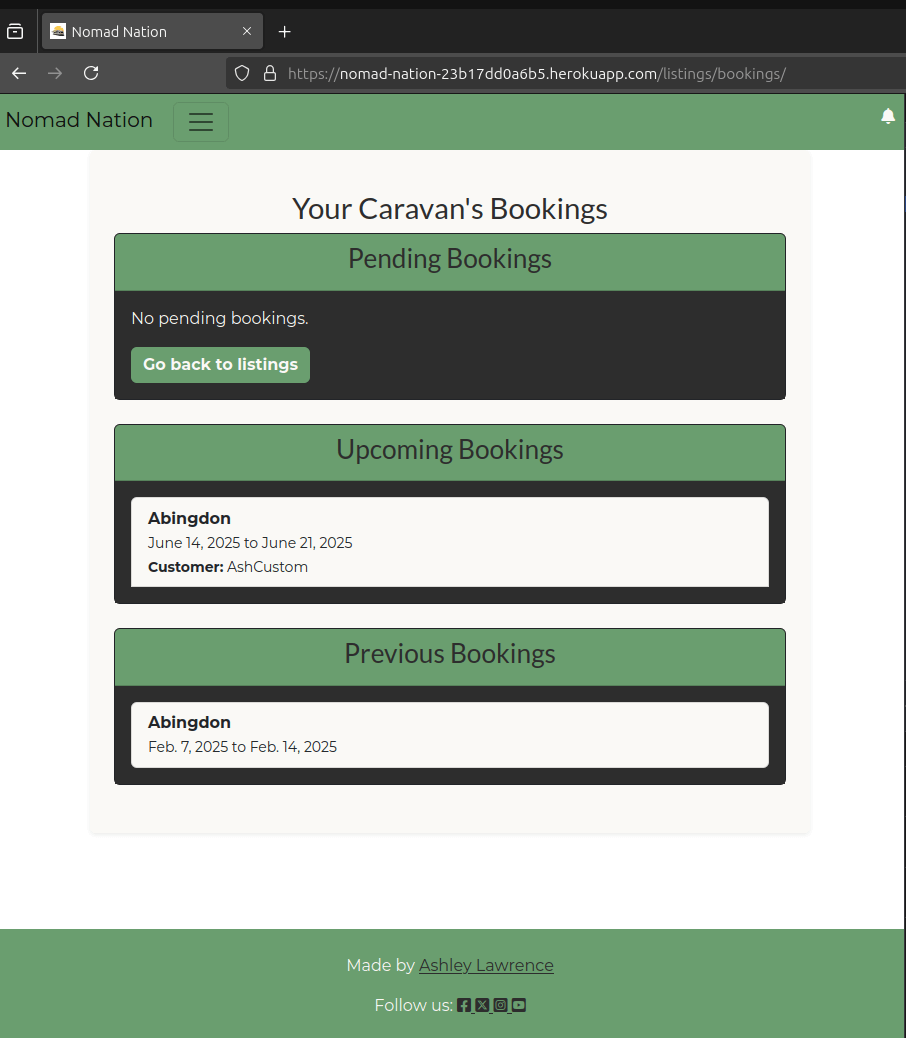 Nomad Nation
https://nomad-nation-23b17dd0a6b5.herokuapp.com/listings/bookings/
Nomad Nation
Your Caravan's Bookings
Pending Bookings
No pending bookings.
Go back to listings
Upcoming Bookings
Abingdon
June 14, 2025 to June 21, 2025
Customer: AshCustom
Previous Bookings
Abingdon
Feb. 7, 2025 to Feb. 14, 2025
Made by Ashley Lawrence
Follow us: